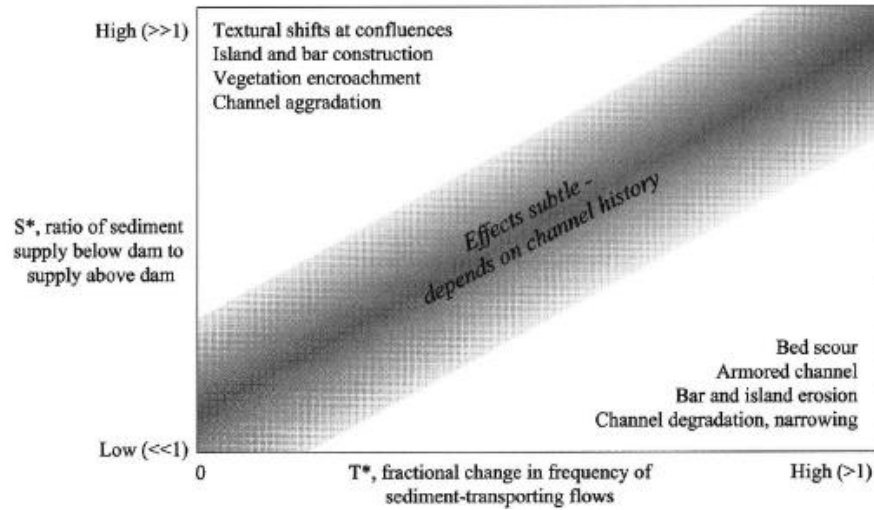 High (>>1)
Textural shifts at confluences
Island and bar construction
Vegetation encroachment
Channel aggradation
S*, ratio of sediment
supply below dam to
supply above dam
Effects subtle -
depends on channel history
Bed scour
Armored channel
Bar and island erosion
Channel degradation, narrowing
Low (<<1)
0
T*, fractional change in frequency of
sediment-transporting flows
High (>1)